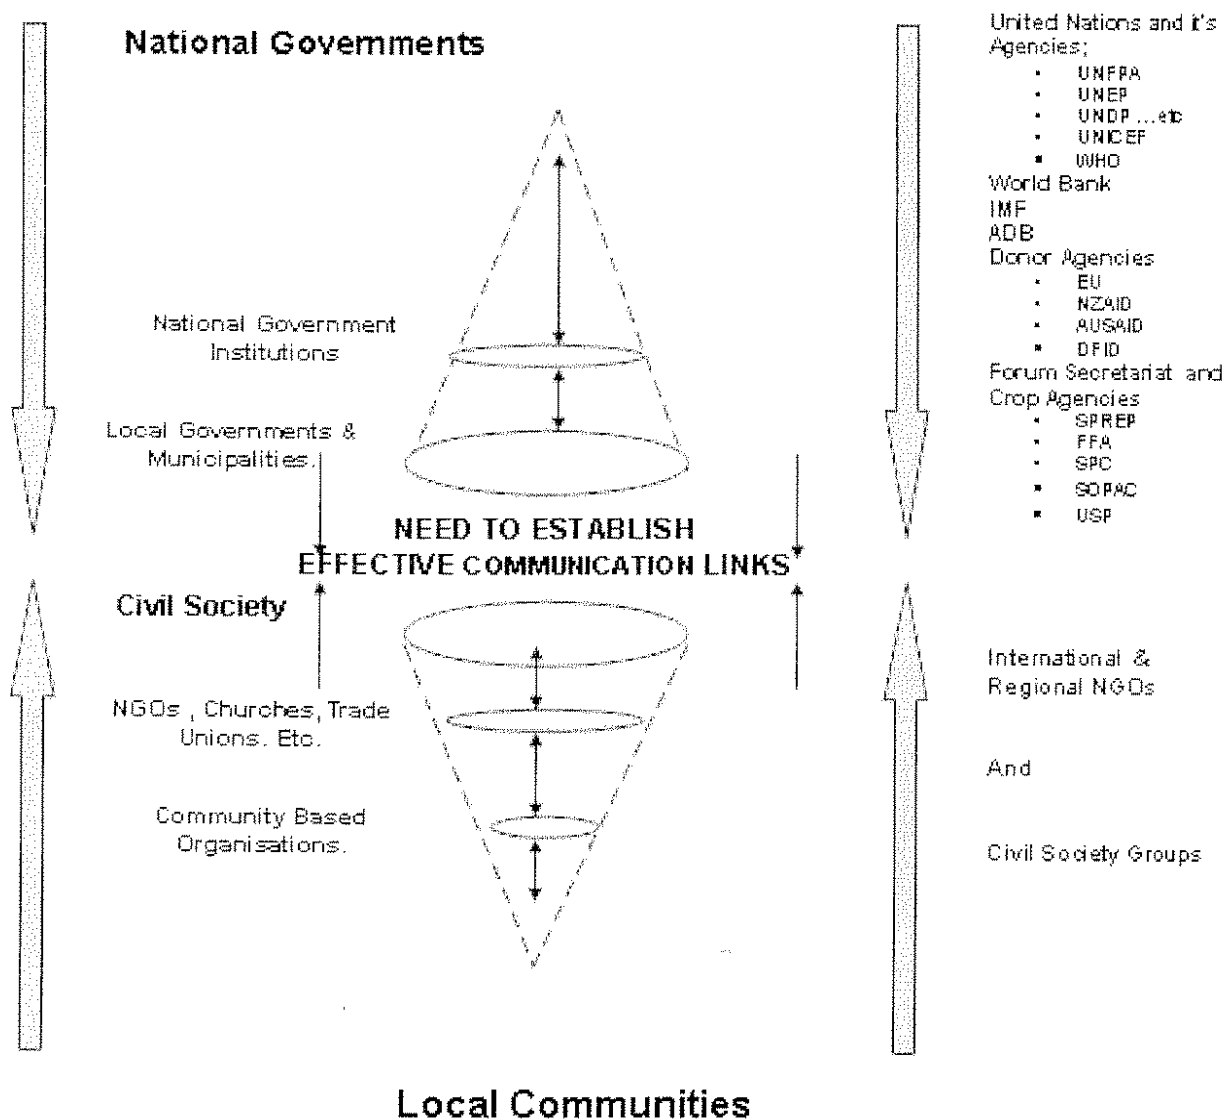 National Governments
National Government
Institutions
Local Governments &
Municipalities.
NEED TO ESTABLISH
EFFECTIVE COMMUNICATION LINKS
Civil Society
NGOs , Churches, Trade
Unions. Etc.
Community Based
Organisations.
Local Communities
United Nations and it's
Agencies;
▪ UNFPA
▪ UNEP
▪ UNDP ...etc
▪ UNICEF
▪ WHO
World Bank
IMF
ADB
Donor Agencies
▪ EU
▪ NZAID
▪ AUSAID
▪ DFID
Forum Secretariat and
Crop Agencies
▪ SPREP
▪ FFA
▪ SPC
▪ SOPAC
▪ USP
International &
Regional NGOs
And
Civil Society Groups